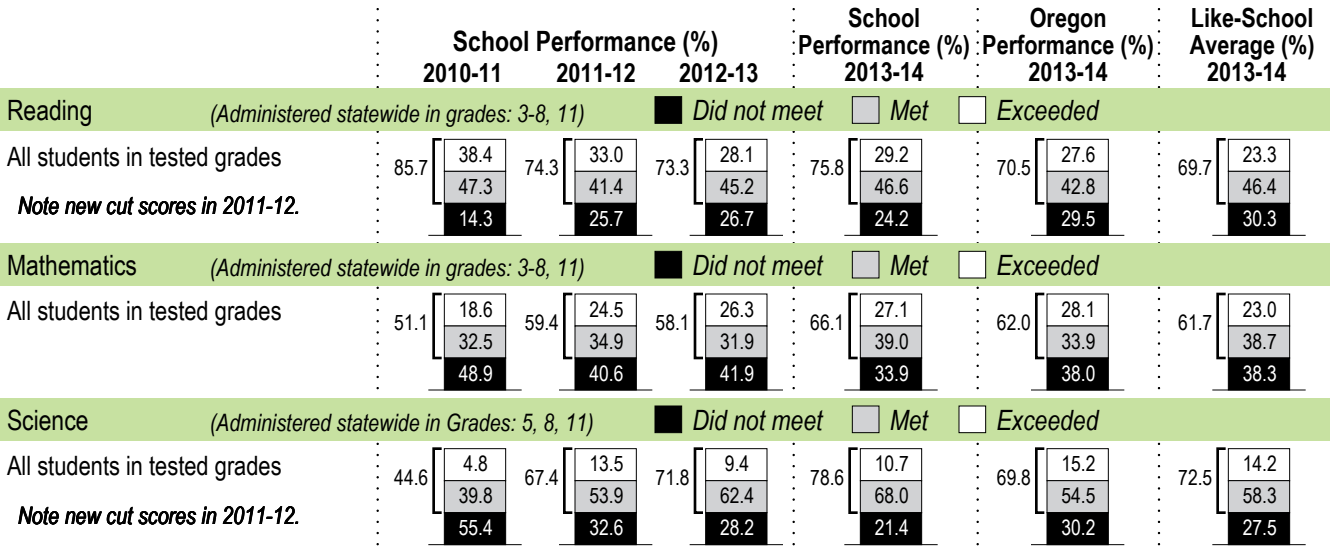 School Performance (%)
2010-11 2011-12 2012-13
School
Performance (%)
2013-14
Oregon
Performance (%)
2013-14
Like-School
Average (%)
2013-14
Reading (Administered statewide in grades: 3-8, 11) Did not meet Met Exceeded
All students in tested grades
Note new cut scores in 2011-12.
85.7 38.4 74.3 33.0 73.3 28.1 75.8 29.2 70.5 27.6 69.7 23.3
47.3 41.4 45.2 46.6 42.8 46.4
14.3 25.7 26.7 24.2 29.5 30.3
Mathematics (Administered statewide in grades: 3-8, 11) Did not meet Met Exceeded
All students in tested grades
51.1 18.6 59.4 24.5 58.1 26.3 66.1 27.1 62.0 28.1 61.7 23.0
32.5 34.9 31.9 39.0 33.9 38.7
48.9 40.6 41.9 33.9 38.0 38.3
Science (Administered statewide in Grades: 5, 8, 11) Did not meet Met Exceeded
All students in tested grades
Note new cut scores in 2011-12.
44.6 4.8 67.4 13.5 71.8 9.4 78.6 10.7 69.8 15.2 72.5 14.2
39.8 53.9 62.4 68.0 54.5 58.3
55.4 32.6 28.2 21.4 30.2 27.5